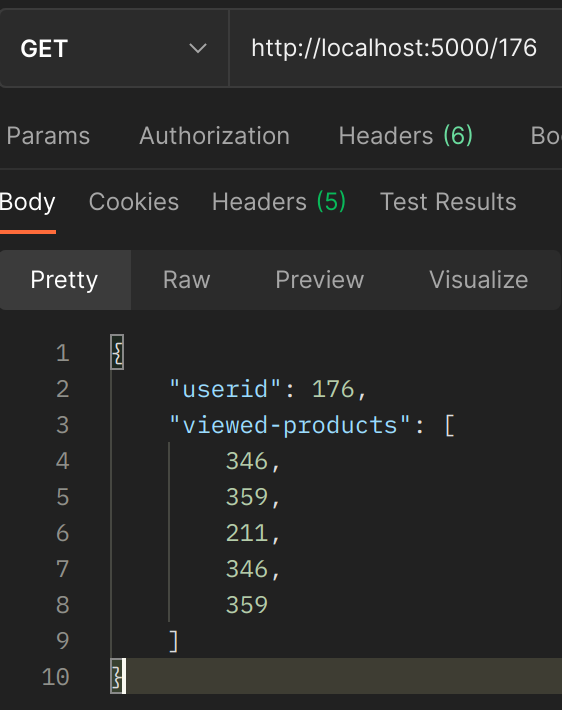 GET http://localhost:5000/176
Params Authorization Headers (6) Bo
Body Cookies Headers (5) Test Results
Pretty Raw Preview Visualize
1 {
2 "userid": 176,
3 "viewed-products": [
4 346,
5 359,
6 211,
7 346,
8 359
9 ]
10 }